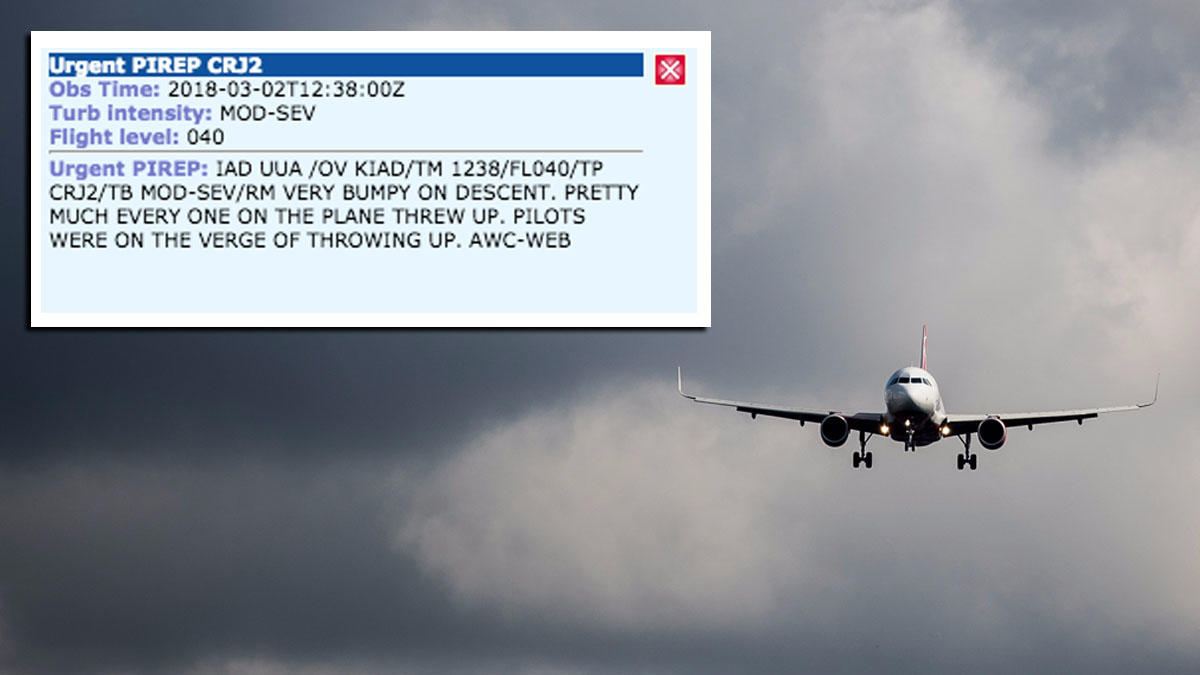 Urgent PIREP CRJ2
Obs Time: 2018-03-02T12:38:00Z
Turb intensity: MOD-SEV
Flight level: 040
Urgent PIREP: IAD UUA /OV KIAD/TM 1238/FL040/TP
CRJ2/TB MOD-SEV/RM VERY BUMPY ON DESCENT. PRETTY
MUCH EVERY ONE ON THE PLANE THREW UP. PILOTS
WERE ON THE VERGE OF THROWING UP. AWC-WEB